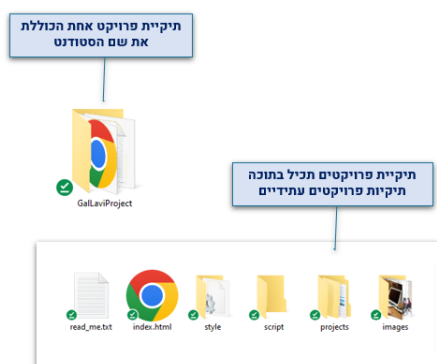 תיקיית פרויקט אחת הכוללת
את שם הסטודנט
GalLaviProject
תיקיית פרויקטים תכיל בתוכה
תיקיות פרויקטים עתידיים
read_me.txt
index.html
style
script
projects
images